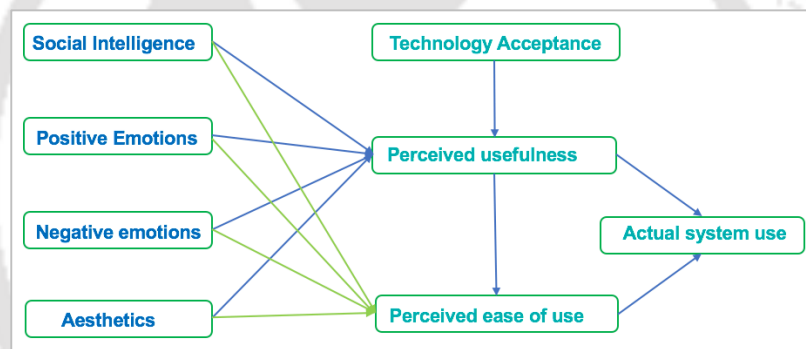 Social Intelligence
Technology Acceptance
Positive Emotions
Perceived usefulness
Negative emotions
Actual system use
Aesthetics
Perceived ease of use